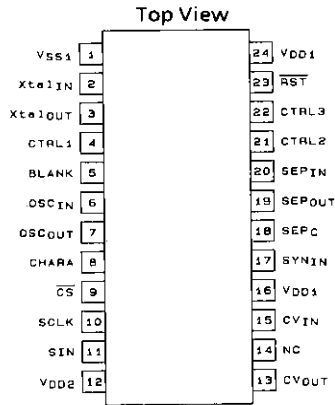 Top View
VSS1 1
XtalIN 2
XtalOUT 3
CTRL1 4
BLANK 5
OSCIN 6
OSCOUT 7
CHARA 8
CS 9
SCLK 10
SIN 11
VDD2 12
24 VDD1
23 RST
22 CTRL3
21 CTRL2
20 SEPIN
19 SEPOUT
18 SEPC
17 SYNIN
16 VDD1
15 CVIN
14 NC
13 CVOUT